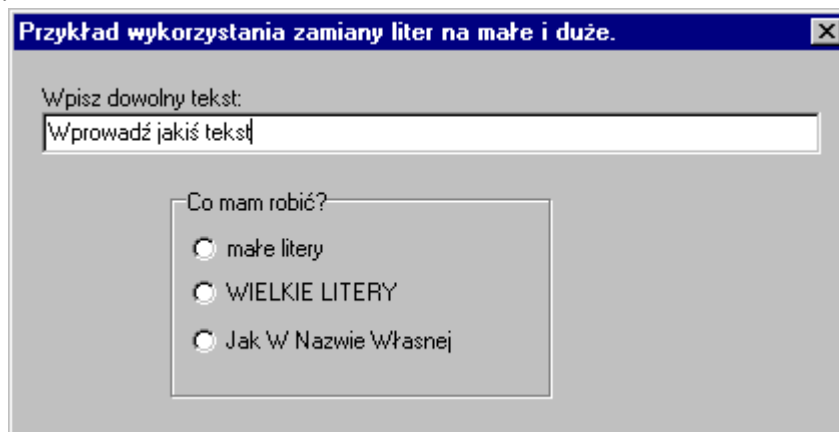 Przykład wykorzystania zamiany liter na małe i duże.
Wpisz dowolny tekst:
Wprowadź jakiś tekst
Co mam robić?
małe litery
WIELKIE LITERY
Jak W Nazwie Własnej